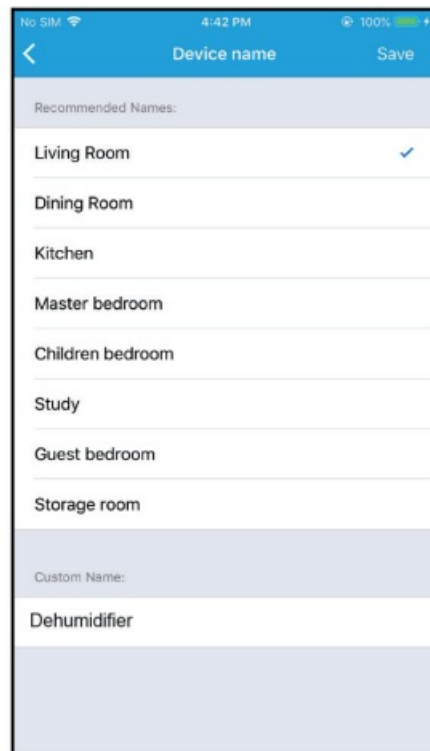 No SIM 4:42 PM 100%
Device name Save
Recommended Names:
Living Room
Dining Room
Kitchen
Master bedroom
Children bedroom
Study
Guest bedroom
Storage room
Custom Name:
Dehumidifier